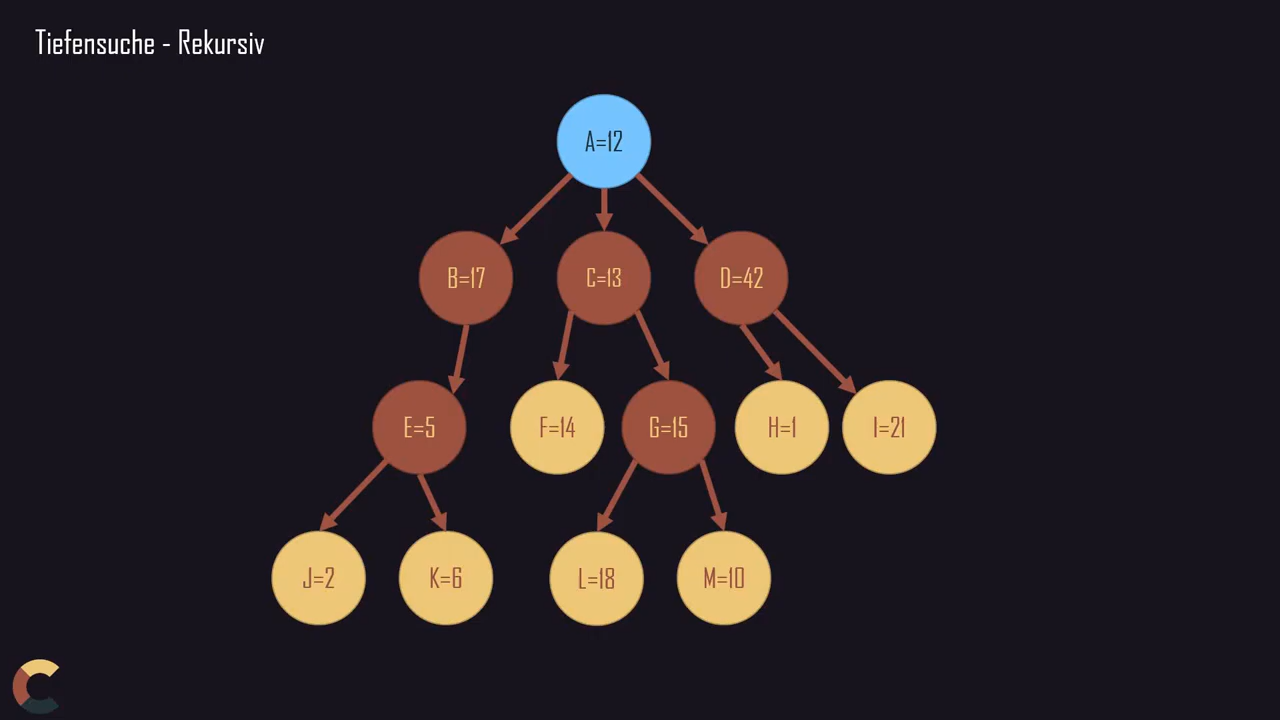 Tiefensuche - Rekursiv
A=12
B=17
C=13
D=42
E=5
F=14
G=15
H=1
I=21
J=2
K=6
L=18
M=10